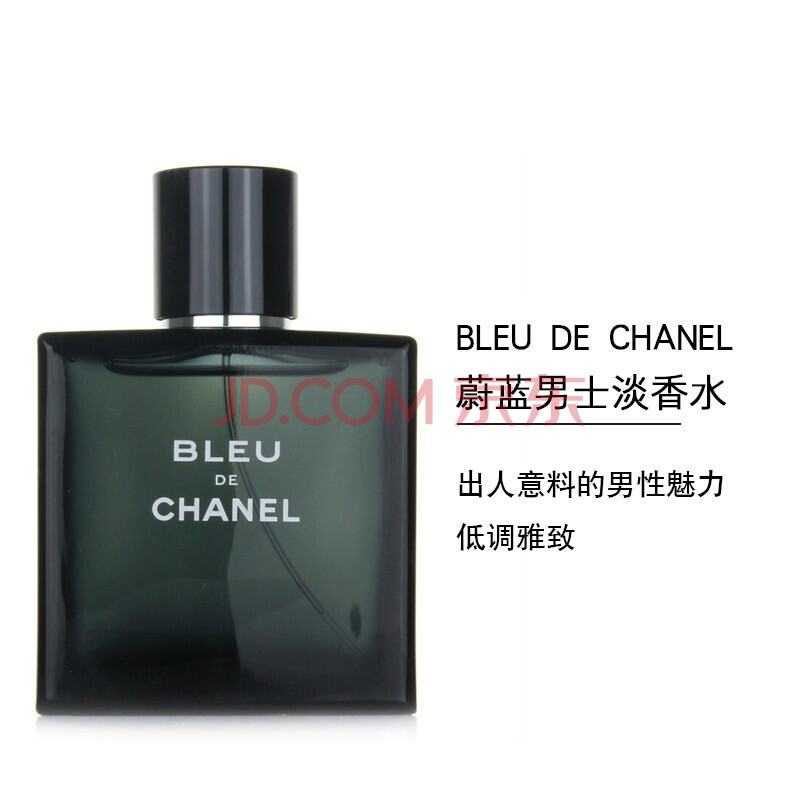 BLEU
DE
CHANEL
JD.COM 京东
BLEU DE CHANEL
蔚蓝男士淡香水
出人意料的男性魅力
低调雅致